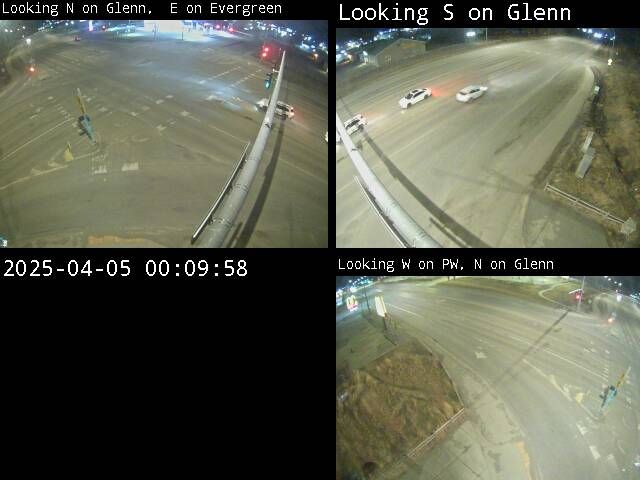 Looking N on Glenn,  E on Evergreen
Looking S on Glenn
2025-04-05 00:09:58
Looking W on PW, N on Glenn